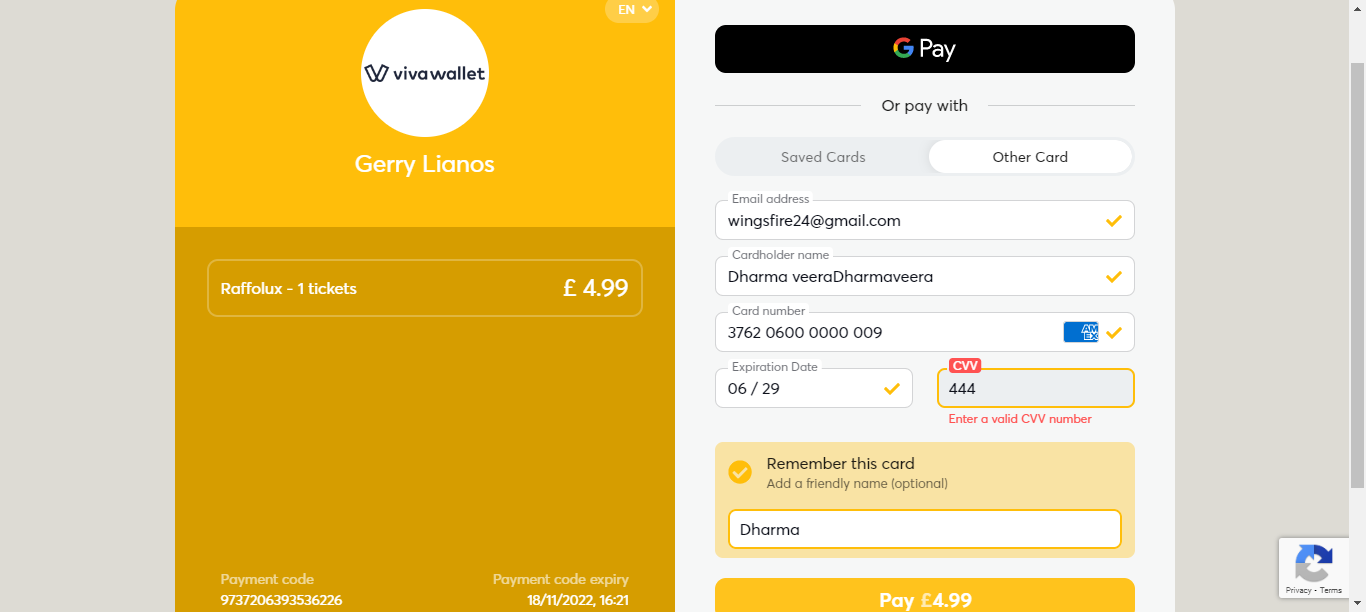 EN
vivawallet
Gerry Lianos
Raffolux - 1 tickets £ 4.99
Payment code Payment code expiry
9737206393536226 18/11/2022, 16:21
G Pay
Or pay with
Saved Cards Other Card
Email address
wingsfire24@gmail.com
Cardholder name
Dharma veeraDharmaveera
Card number
3762 0600 0000 009 AM EX
Expiration Date CVV
06 / 29 444
Enter a valid CVV number
Remember this card
Add a friendly name (optional)
Dharma
Pay £4.99
Privacy - Terms